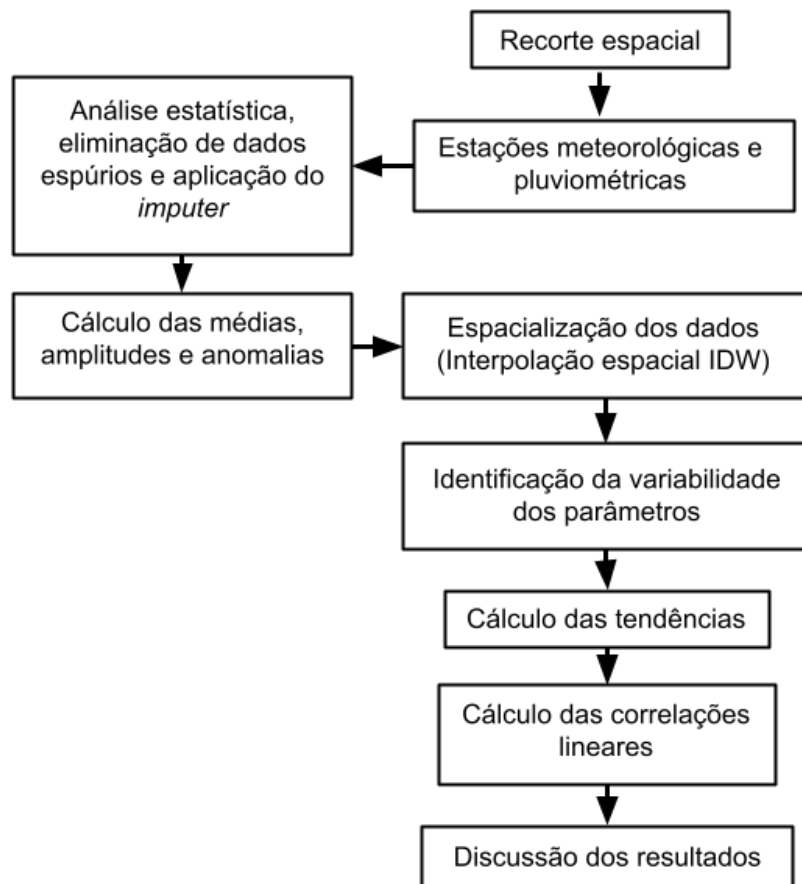 Recorte espacial
Estações meteorológicas e
pluviométricas
Análise estatística,
eliminação de dados
espúrios e aplicação do
imputer
Cálculo das médias,
amplitudes e anomalias
Espacialização dos dados
(Interpolação espacial IDW)
Identificação da variabilidade
dos parâmetros
Cálculo das tendências
Cálculo das correlações
lineares
Discussão dos resultados